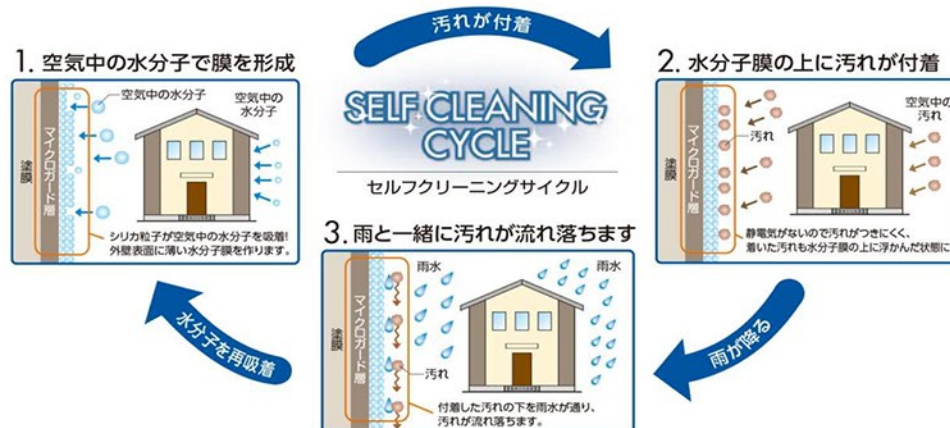 汚れが付着
1. 空気中の水分子で膜を形成
空気中の水分子
空気中の
水分子
塗膜
マイクロガード層
シリカ粒子が空気中の水分子を吸着!
外壁表面に薄い水分子膜を作ります。
SELF CLEANING
CYCLE
セルフクリーニングサイクル
2. 水分子膜の上に汚れが付着
汚れ
空気中の
汚れ
塗膜
マイクロガード層
静電気がないので汚れがつきにくく、
着いた汚れも水分子膜の上に浮かんだ状態に
雨が降る
3. 雨と一緒に汚れが流れ落ちます
雨水
雨水
塗膜
マイクロガード層
汚れ
付着した汚れの下を雨水が通り、
汚れが流れ落ちます。
水分子を再吸着